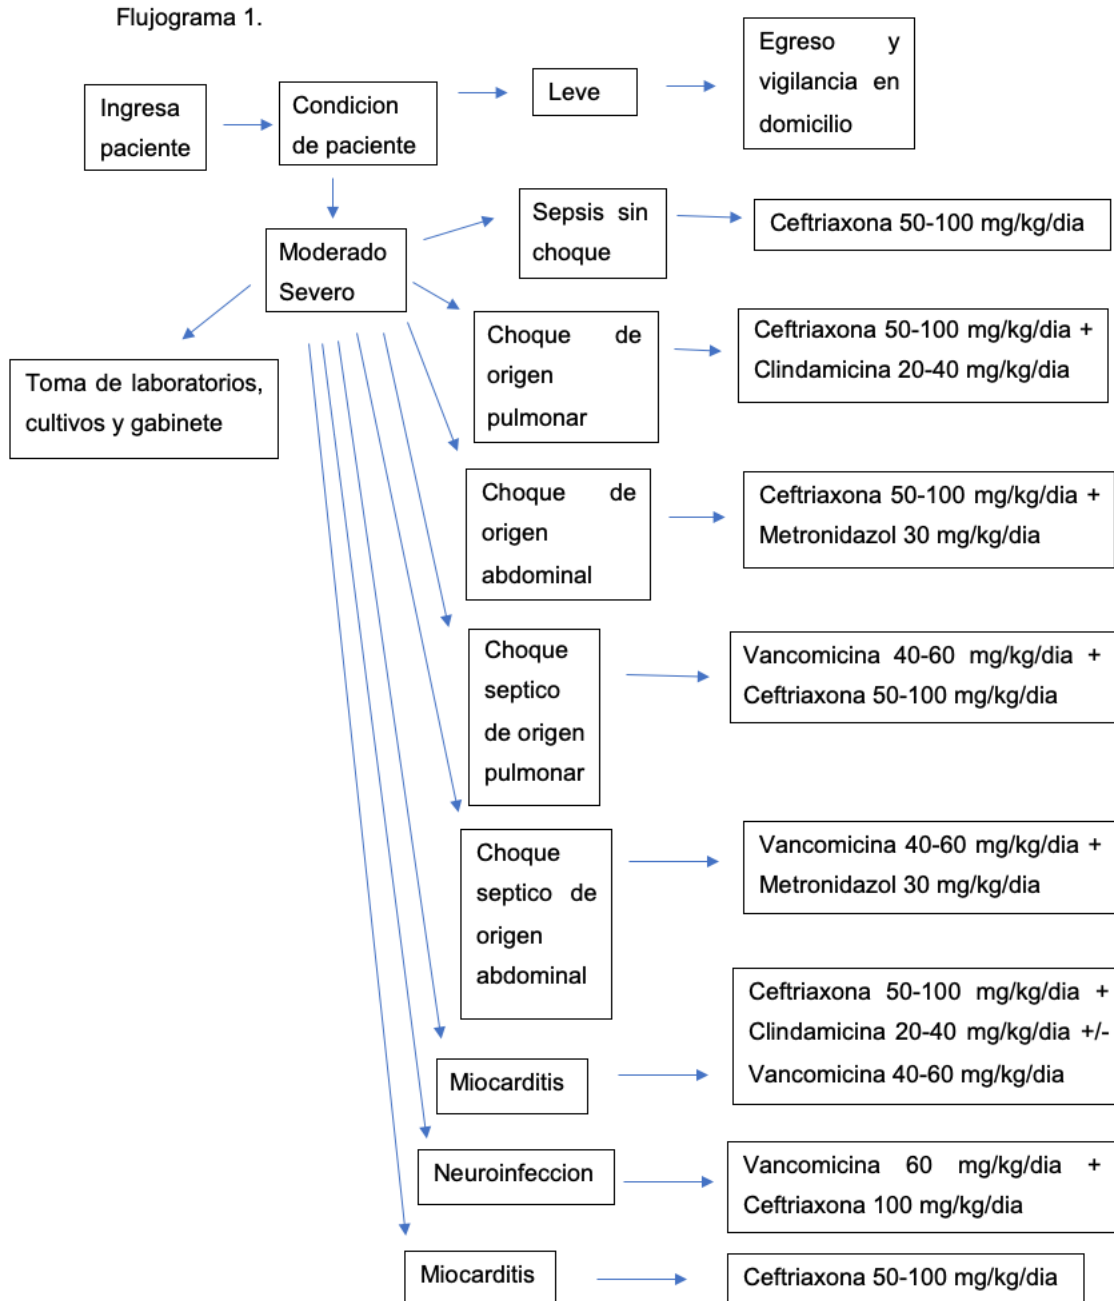 Flujograma 1.
Ingresa
paciente
Condicion
de paciente
Leve
Egreso y
vigilancia en
domicilio
Moderado
Severo
Toma de laboratorios,
cultivos y gabinete
Sepsis sin
choque
Ceftriaxona 50-100 mg/kg/dia
Choque de
origen
pulmonar
Ceftriaxona 50-100 mg/kg/dia +
Clindamicina 20-40 mg/kg/dia
Choque de
origen
abdominal
Ceftriaxona 50-100 mg/kg/dia +
Metronidazol 30 mg/kg/dia
Choque
septico
de origen
pulmonar
Vancomicina 40-60 mg/kg/dia +
Ceftriaxona 50-100 mg/kg/dia
Choque
septico de
origen
abdominal
Vancomicina 40-60 mg/kg/dia +
Metronidazol 30 mg/kg/dia
Miocarditis
Ceftriaxona 50-100 mg/kg/dia +
Clindamicina 20-40 mg/kg/dia +/-
Vancomicina 40-60 mg/kg/dia
Neuroinfeccion
Vancomicina 60 mg/kg/dia +
Ceftriaxona 100 mg/kg/dia
Miocarditis
Ceftriaxona 50-100 mg/kg/dia